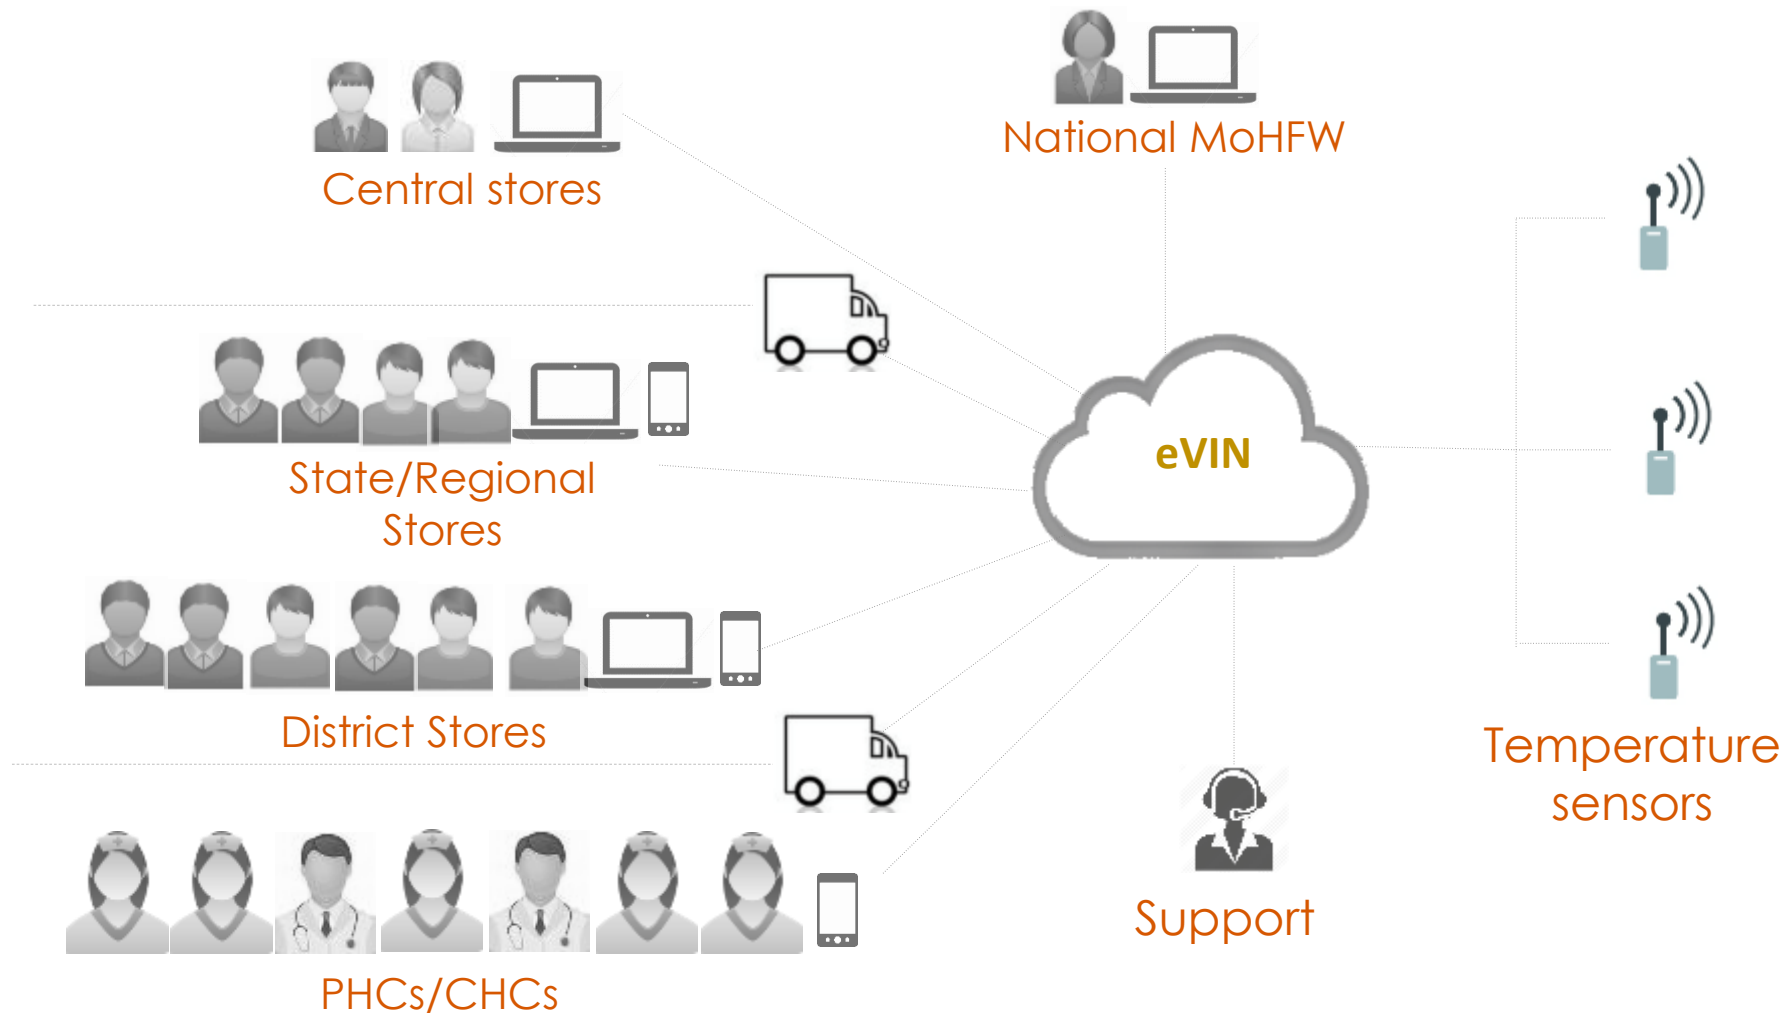 National MoHFW
Central stores
eVIN
State/Regional
Stores
District Stores
Temperature
sensors
Support
PHCs/CHCs